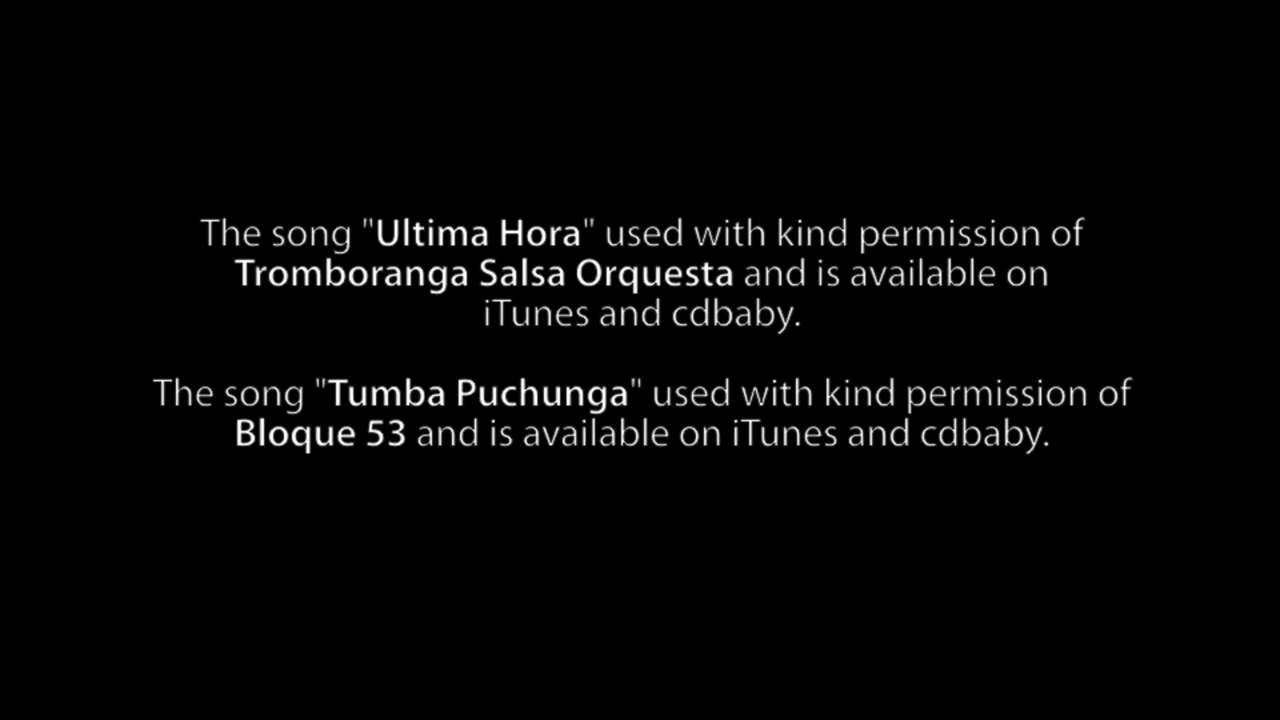 The song "Ultima Hora" used with kind permission of
Tromboranga Salsa Orquesta and is available on
iTunes and cdbaby.
The song "Tumba Puchunga" used with kind permission of
Bloque 53 and is available on iTunes and cdbaby.